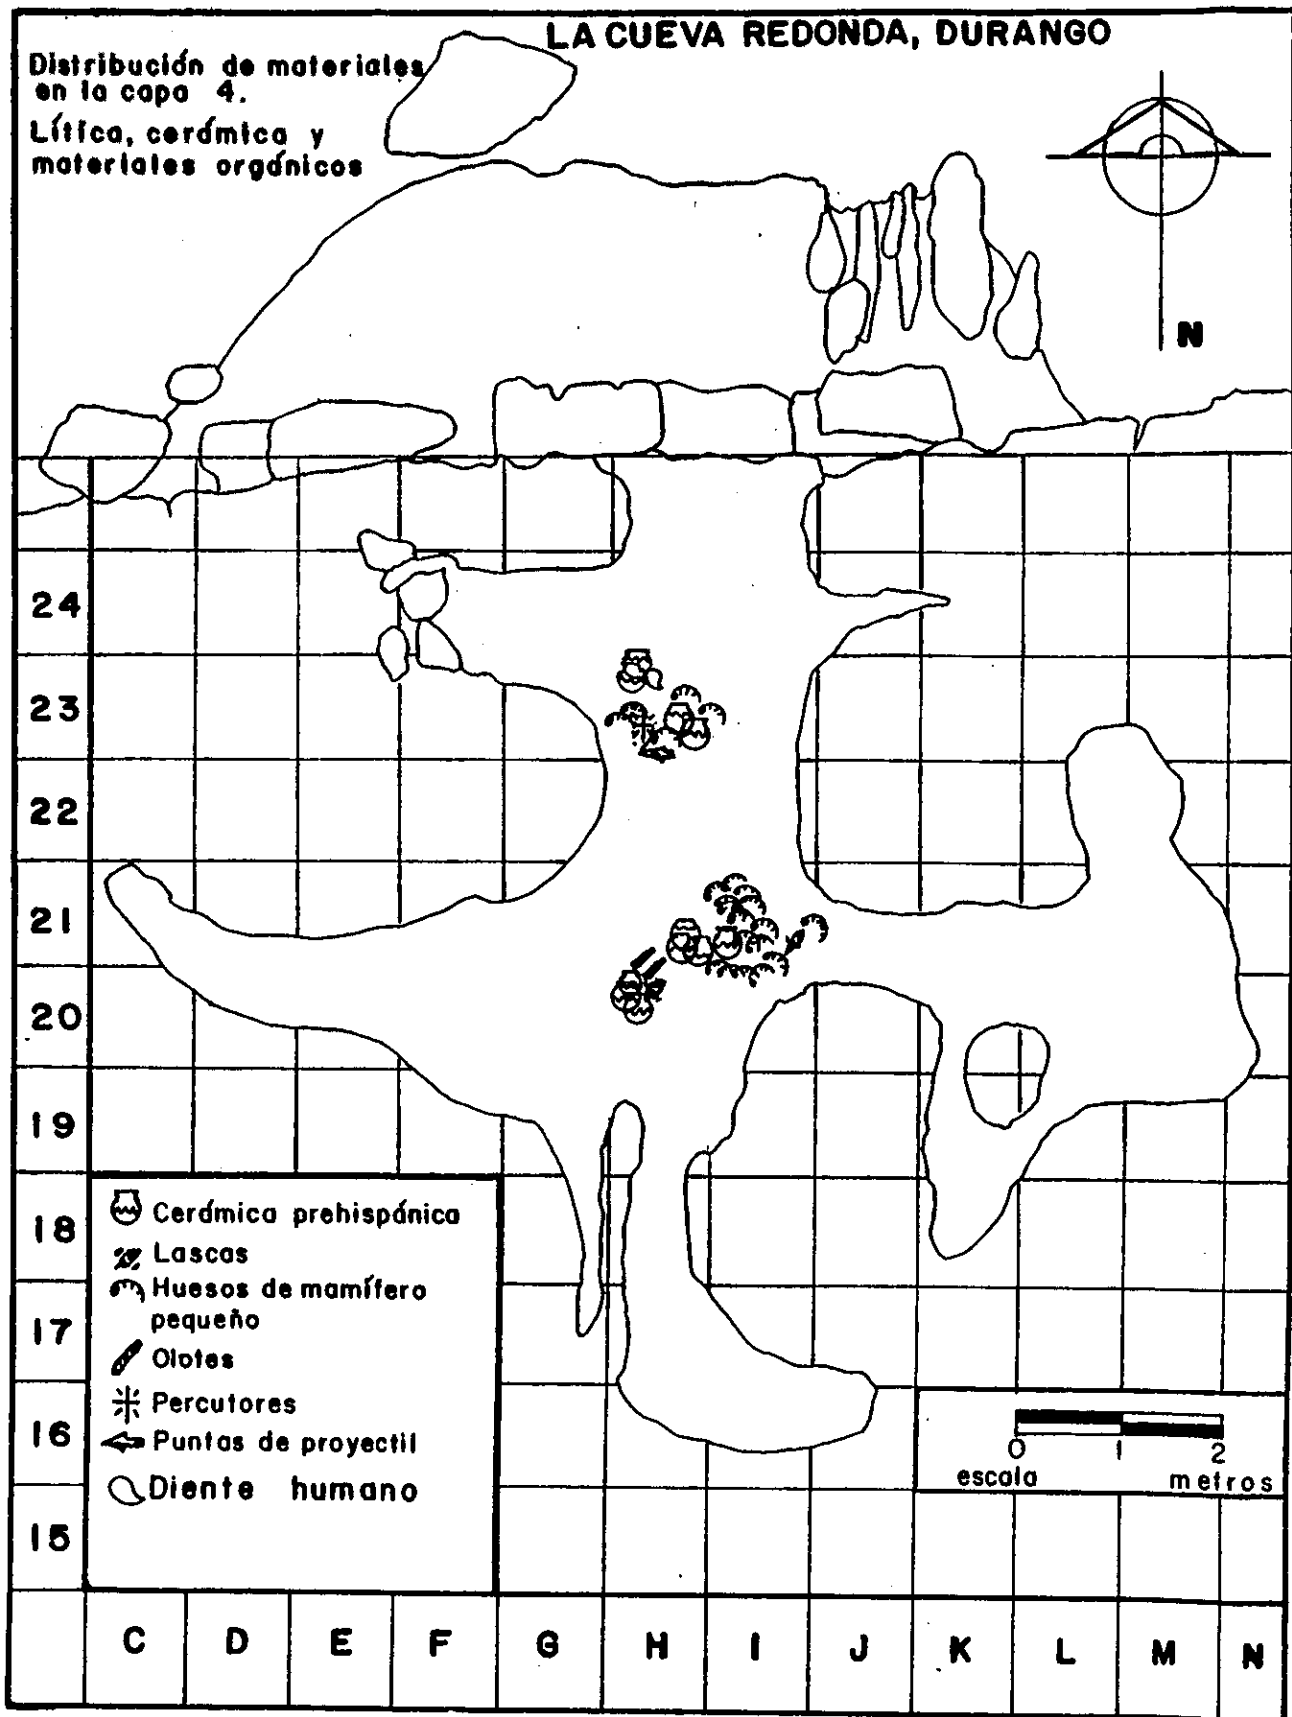 LA CUEVA REDONDA, DURANGO
Distribución de materiales
en la capa 4.
Lítica, cerámica y
materiales orgánicos
N
24
23
22
21
20
19
18
17
16
15
Cerámica prehispánica
Lascas
Huesos de mamífero
pequeño
Olotes
Percutores
Puntas de proyectil
Diente humano
0 1 2
escala metros
C D E F G H I J K L M N